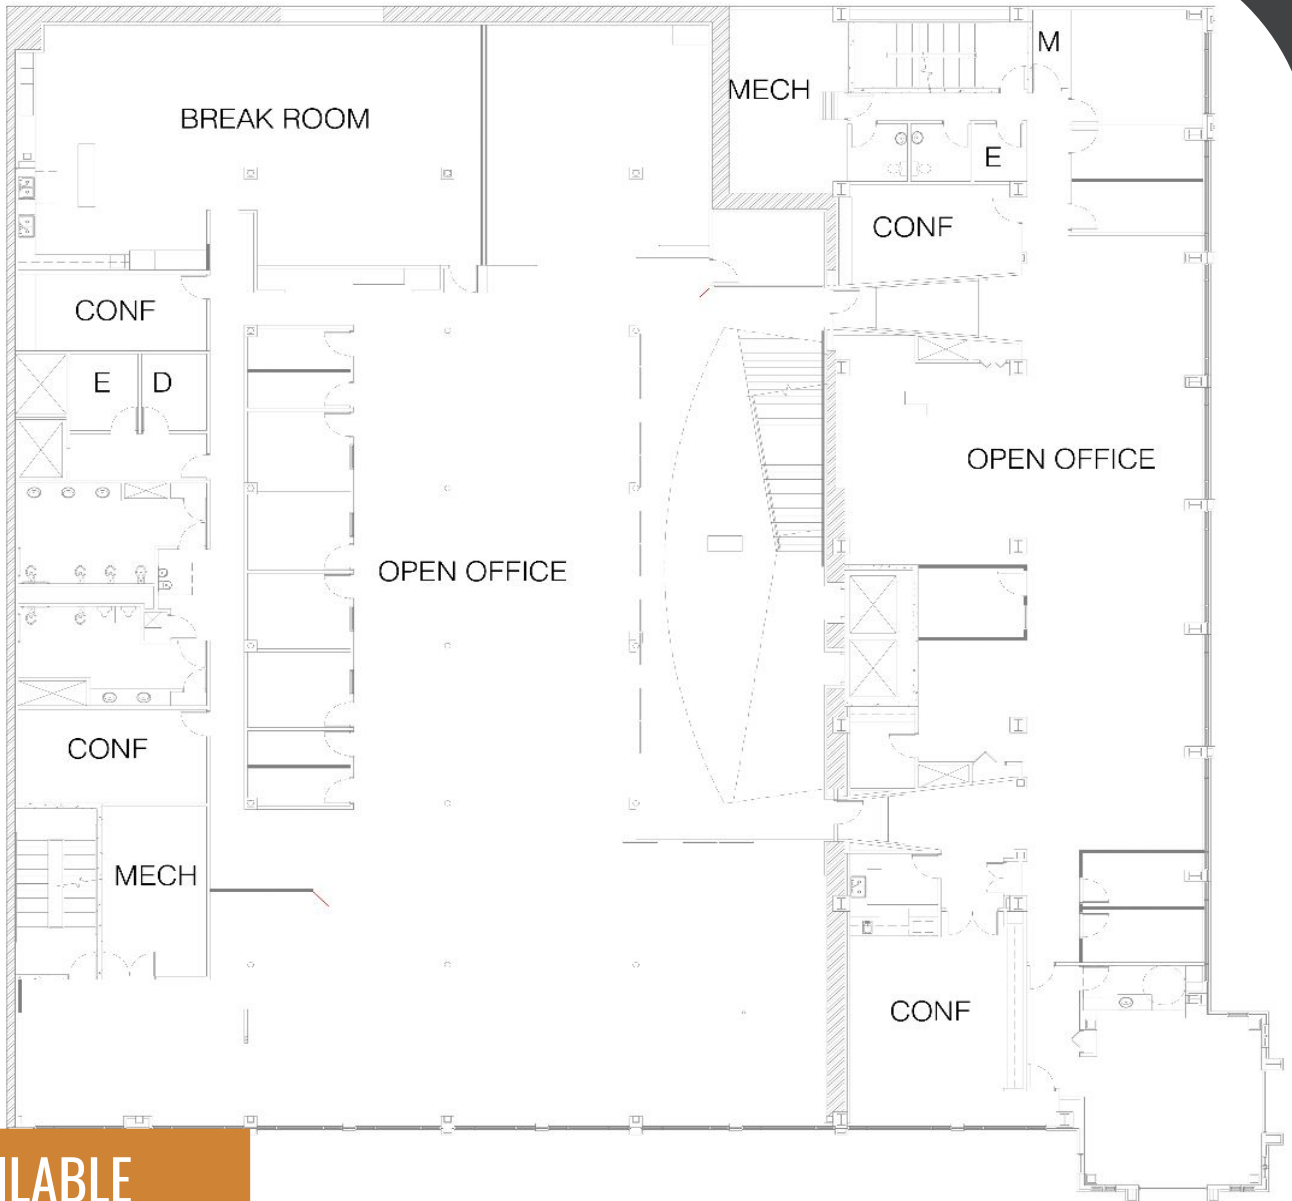 M
MECH
BREAK ROOM
E
CONF
CONF
E D
OPEN OFFICE
OPEN OFFICE
CONF
MECH
CONF
ILABLE